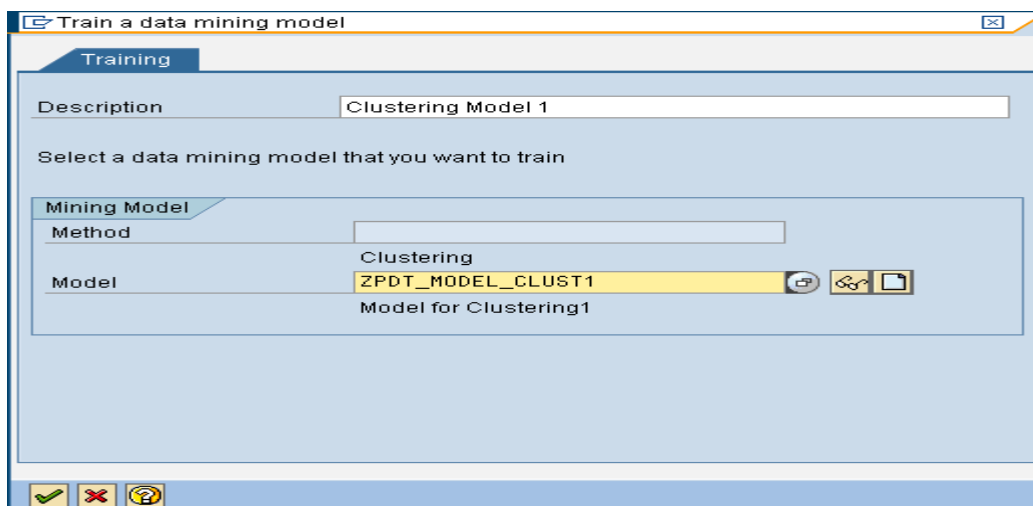 Train a data mining model
Training
Description Clustering Model 1
Select a data mining model that you want to train
Mining Model
Method
Clustering
Model ZPDT_MODEL_CLUST1
Model for Clustering1